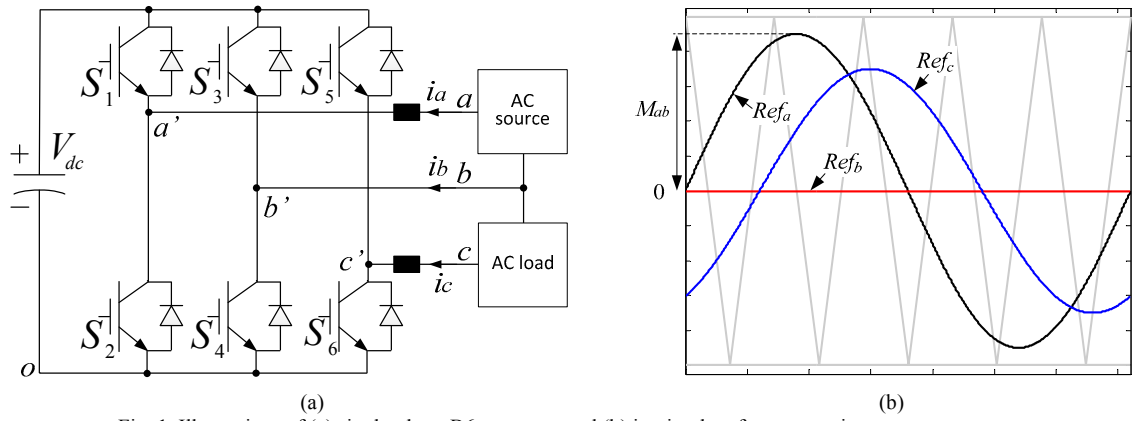 S1
S3
S5
ia
a
AC
source
a'
+
Vdc
−
ib
b
b'
c'
c
ic
AC load
S2
S4
S6
o
(a)
Mab
0
Refa
Refc
Refb
(b)